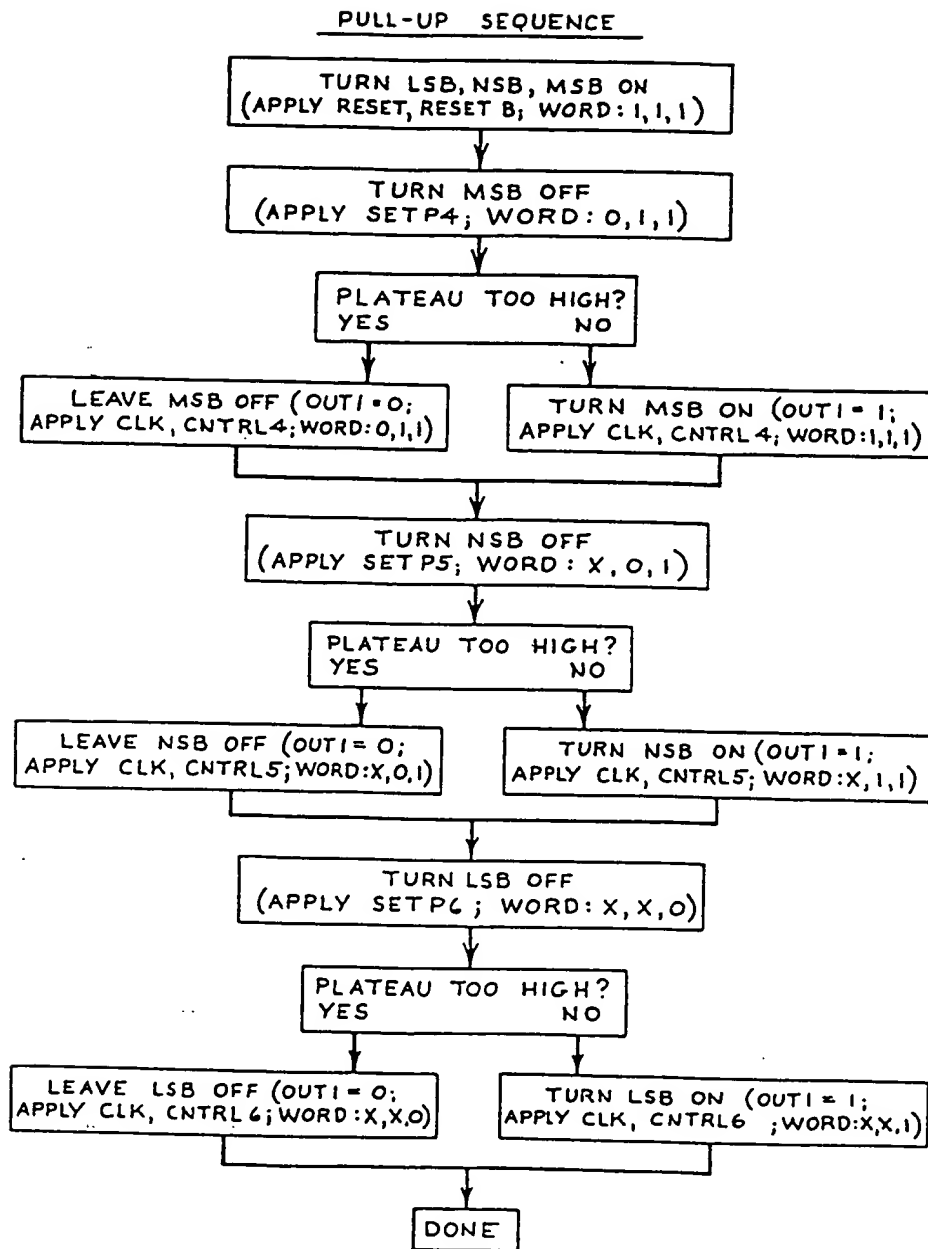 PULL-UP SEQUENCE
TURN LSB, NSB, MSB ON
(APPLY RESET, RESET B; WORD: 1, 1, 1)
TURN MSB OFF
(APPLY SETP4; WORD: 0, 1, 1)
PLATEAU TOO HIGH?
YES NO
LEAVE MSB OFF (OUT1=0;
APPLY CLK, CNTRL4; WORD: 0,1,1)
TURN MSB ON (OUT1 = 1;
APPLY CLK, CNTRL4; WORD:1,1,1)
TURN NSB OFF
(APPLY SETP5; WORD: X, 0, 1)
PLATEAU TOO HIGH?
YES NO
LEAVE NSB OFF (OUT1= 0;
APPLY CLK, CNTRL5; WORD:X,0,1)
TURN NSB ON (OUT1=1;
APPLY CLK, CNTRL5; WORD:X,1,1)
TURN LSB OFF
(APPLY SETP6; WORD: X, X, 0)
PLATEAU TOO HIGH?
YES NO
LEAVE LSB OFF (OUT1= 0;
APPLY CLK, CNTRL6; WORD:X,X,0)
TURN LSB ON (OUT1= 1;
APPLY CLK, CNTRL6 ; WORD:X,X,1)
DONE